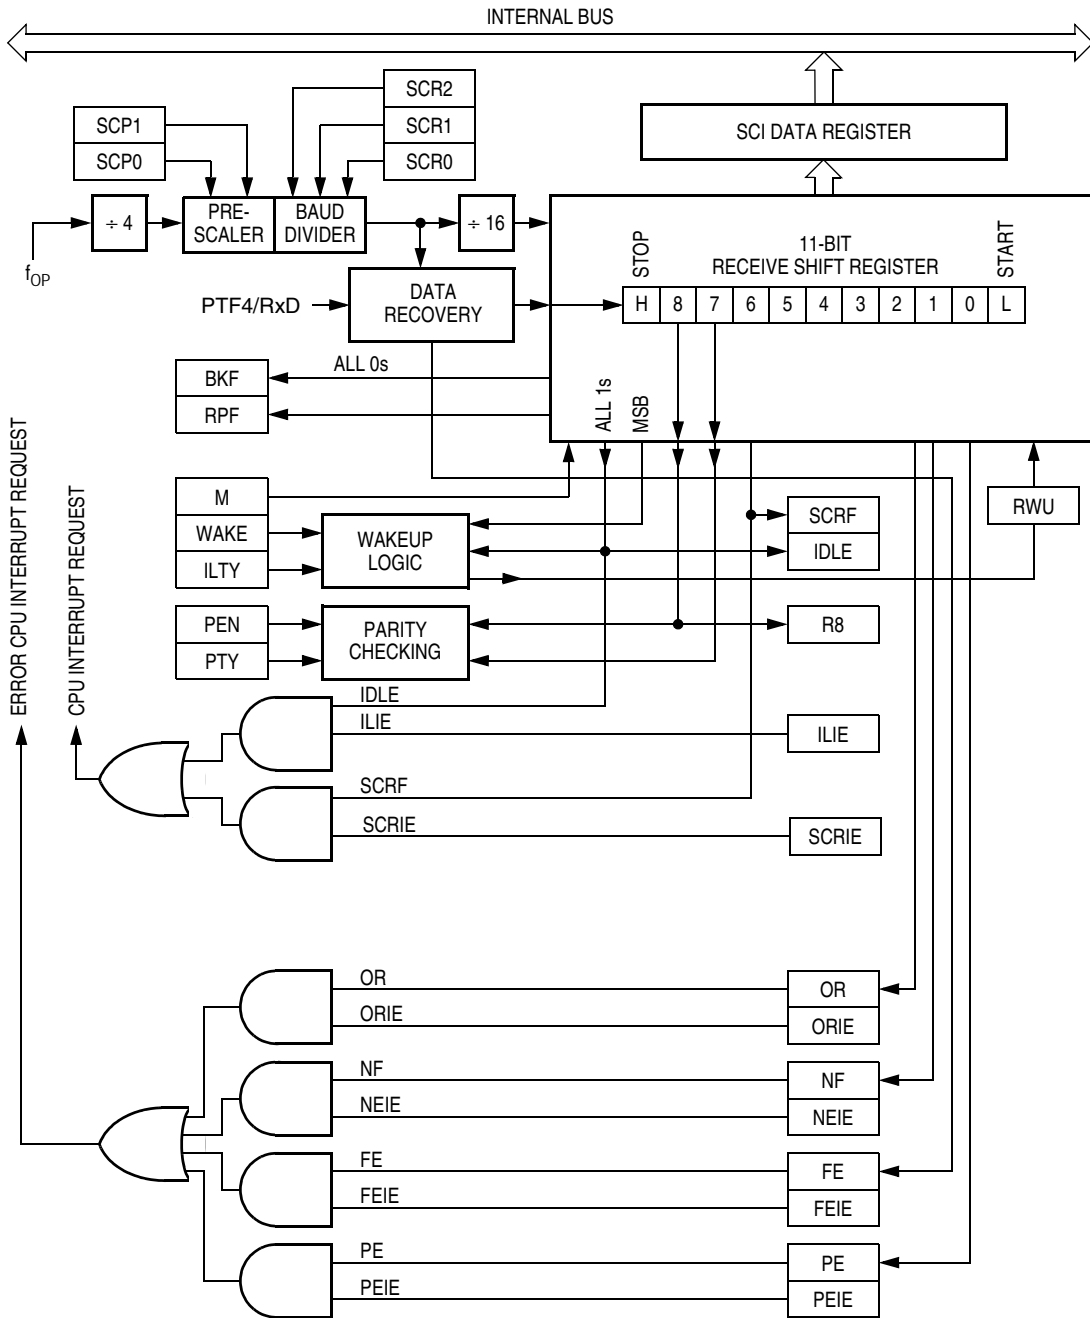 INTERNAL BUS
SCR2
SCR1
SCR0
SCP1
SCP0
SCI DATA REGISTER
÷ 4
PRE-
SCALER
BAUD
DIVIDER
÷ 16
fOP
STOP
11-BIT
RECEIVE SHIFT REGISTER
START
PTF4/RxD
DATA
RECOVERY
H 8 7 6 5 4 3 2 1 0 L
ALL 0s
BKF
RPF
ALL 1s
MSB
ERROR CPU INTERRUPT REQUEST
CPU INTERRUPT REQUEST
M
WAKE
ILTY
WAKEUP
LOGIC
SCRF
IDLE
RWU
PEN
PTY
PARITY
CHECKING
R8
IDLE
ILIE
ILIE
SCRF
SCRIE
SCRIE
OR
ORIE
OR
ORIE
NF
NEIE
NF
NEIE
FE
FEIE
FE
FEIE
PE
PEIE
PE
PEIE